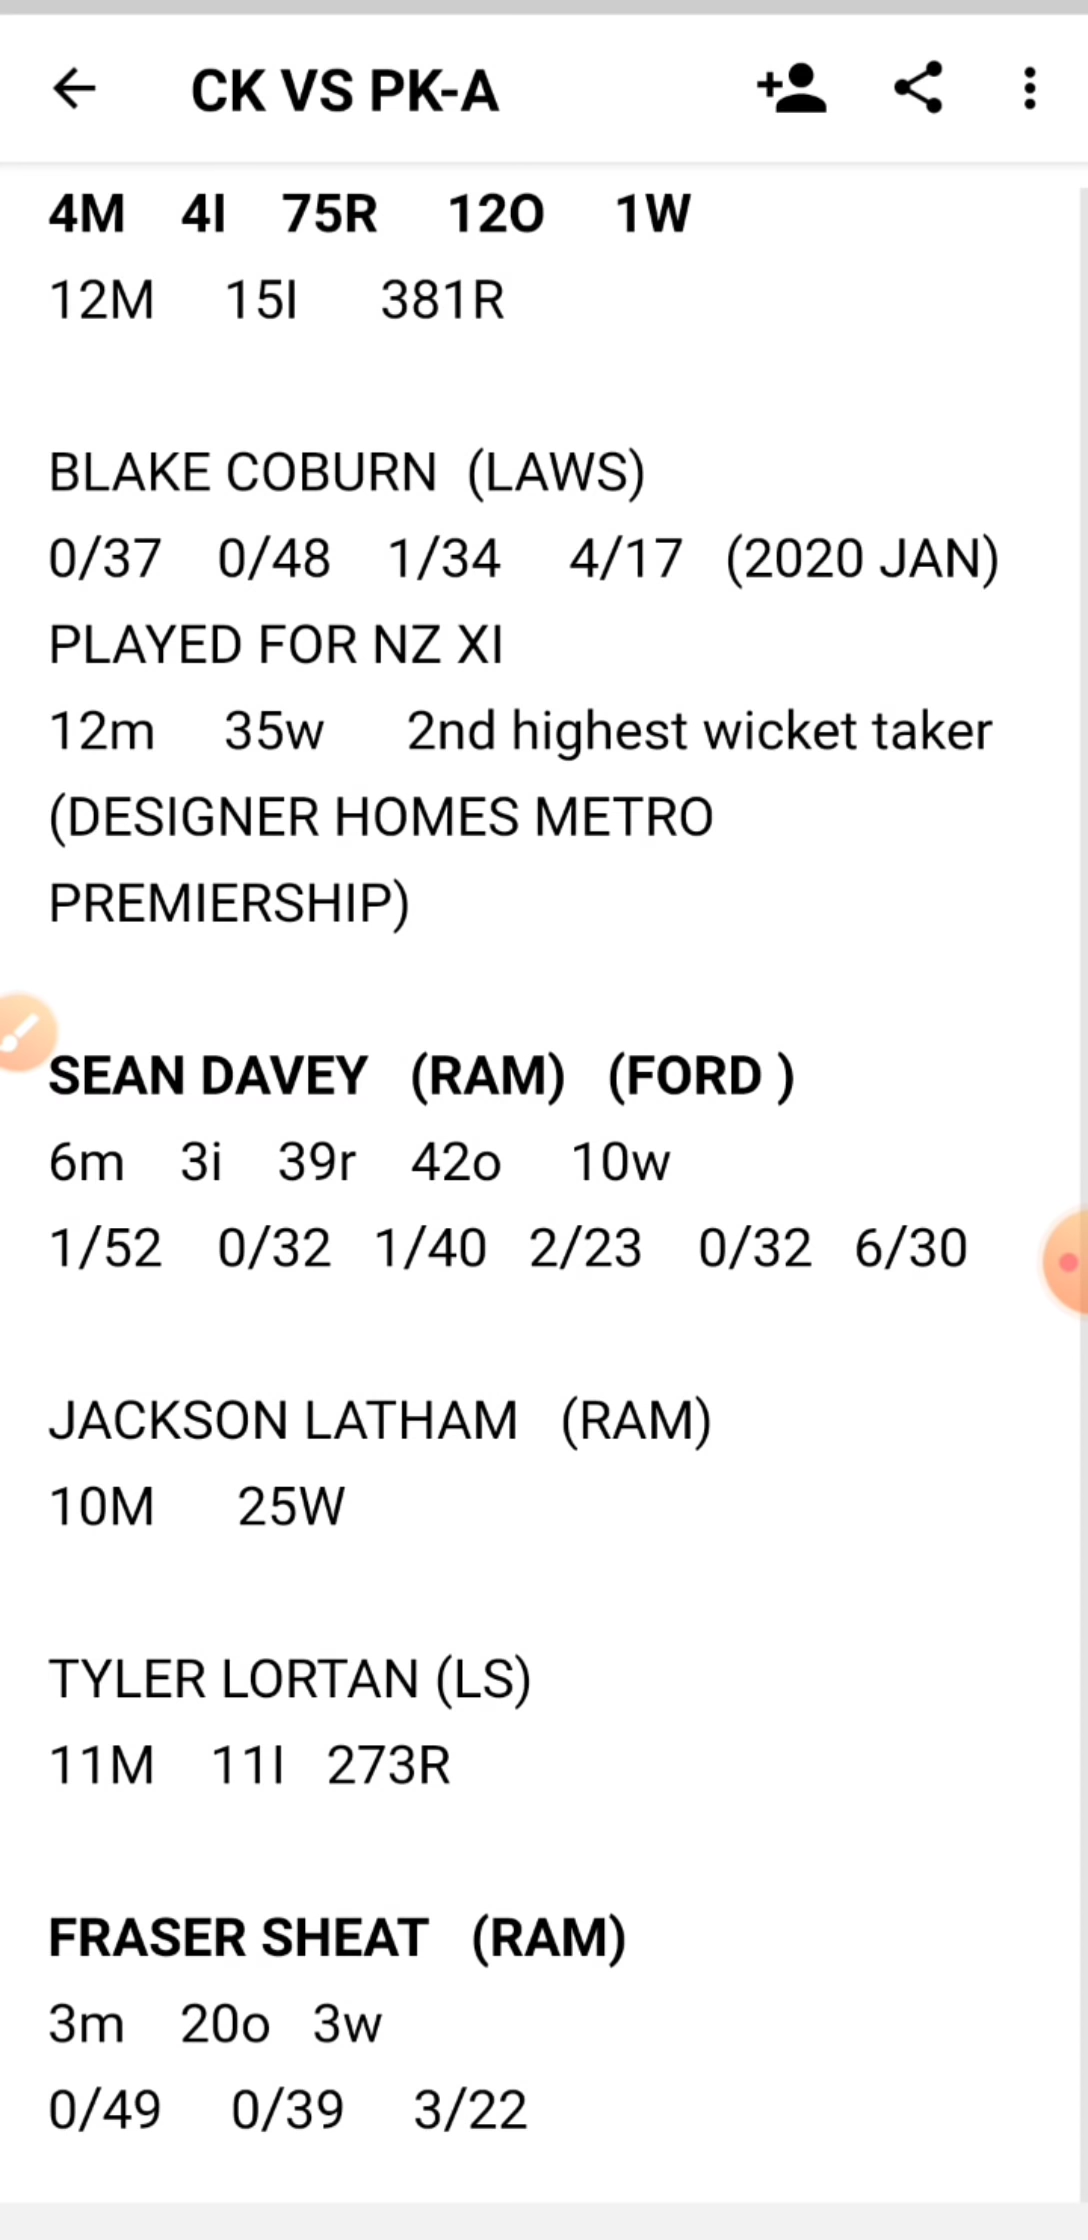 CK VS PK-A
4M 4I 75R 12O 1W
12M 15I 381R
BLAKE COBURN (LAWS)
0/37 0/48 1/34 4/17 (2020 JAN)
PLAYED FOR NZ XI
12m 35w 2nd highest wicket taker
(DESIGNER HOMES METRO
PREMIERSHIP)
SEAN DAVEY (RAM) (FORD )
6m 3i 39r 42o 10w
1/52 0/32 1/40 2/23 0/32 6/30
JACKSON LATHAM (RAM)
10M 25W
TYLER LORTAN (LS)
11M 11I 273R
FRASER SHEAT (RAM)
3m 20o 3w
0/49 0/39 3/22